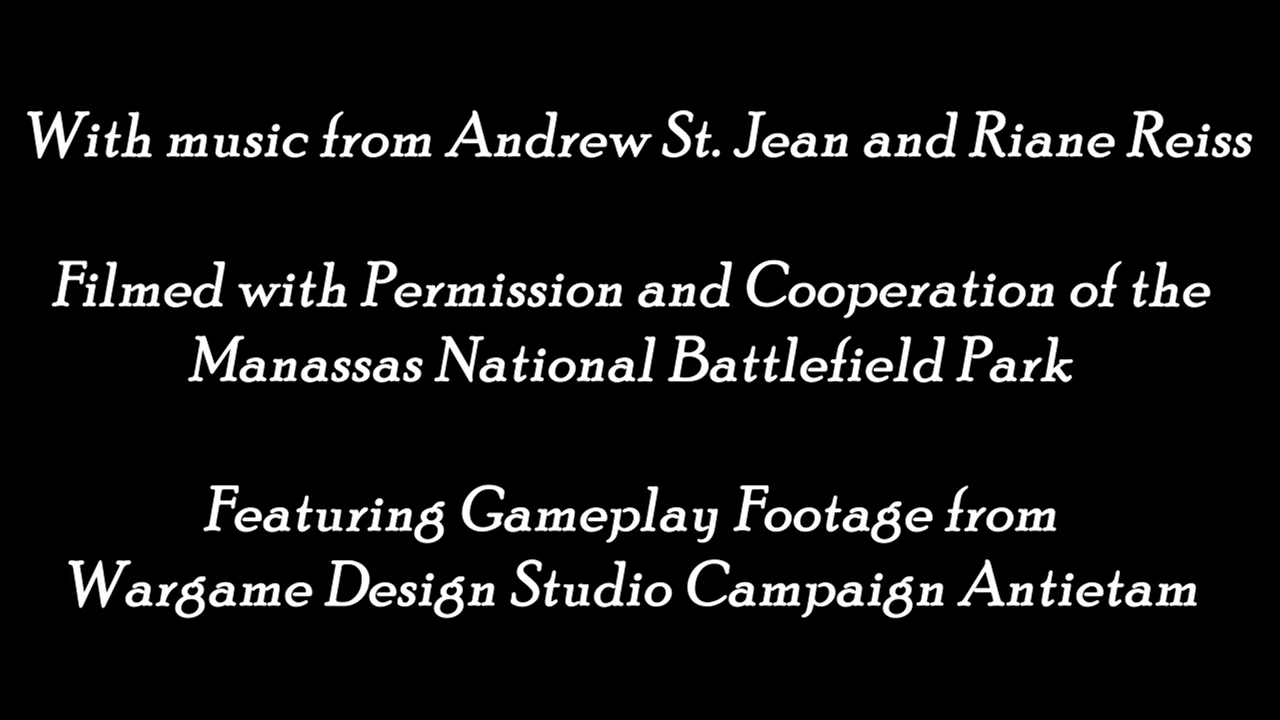 With music from Andrew St. Jean and Riane Reiss
Filmed with Permission and Cooperation of the
Manassas National Battlefield Park
Featuring Gameplay Footage from
Wargame Design Studio Campaign Antietam